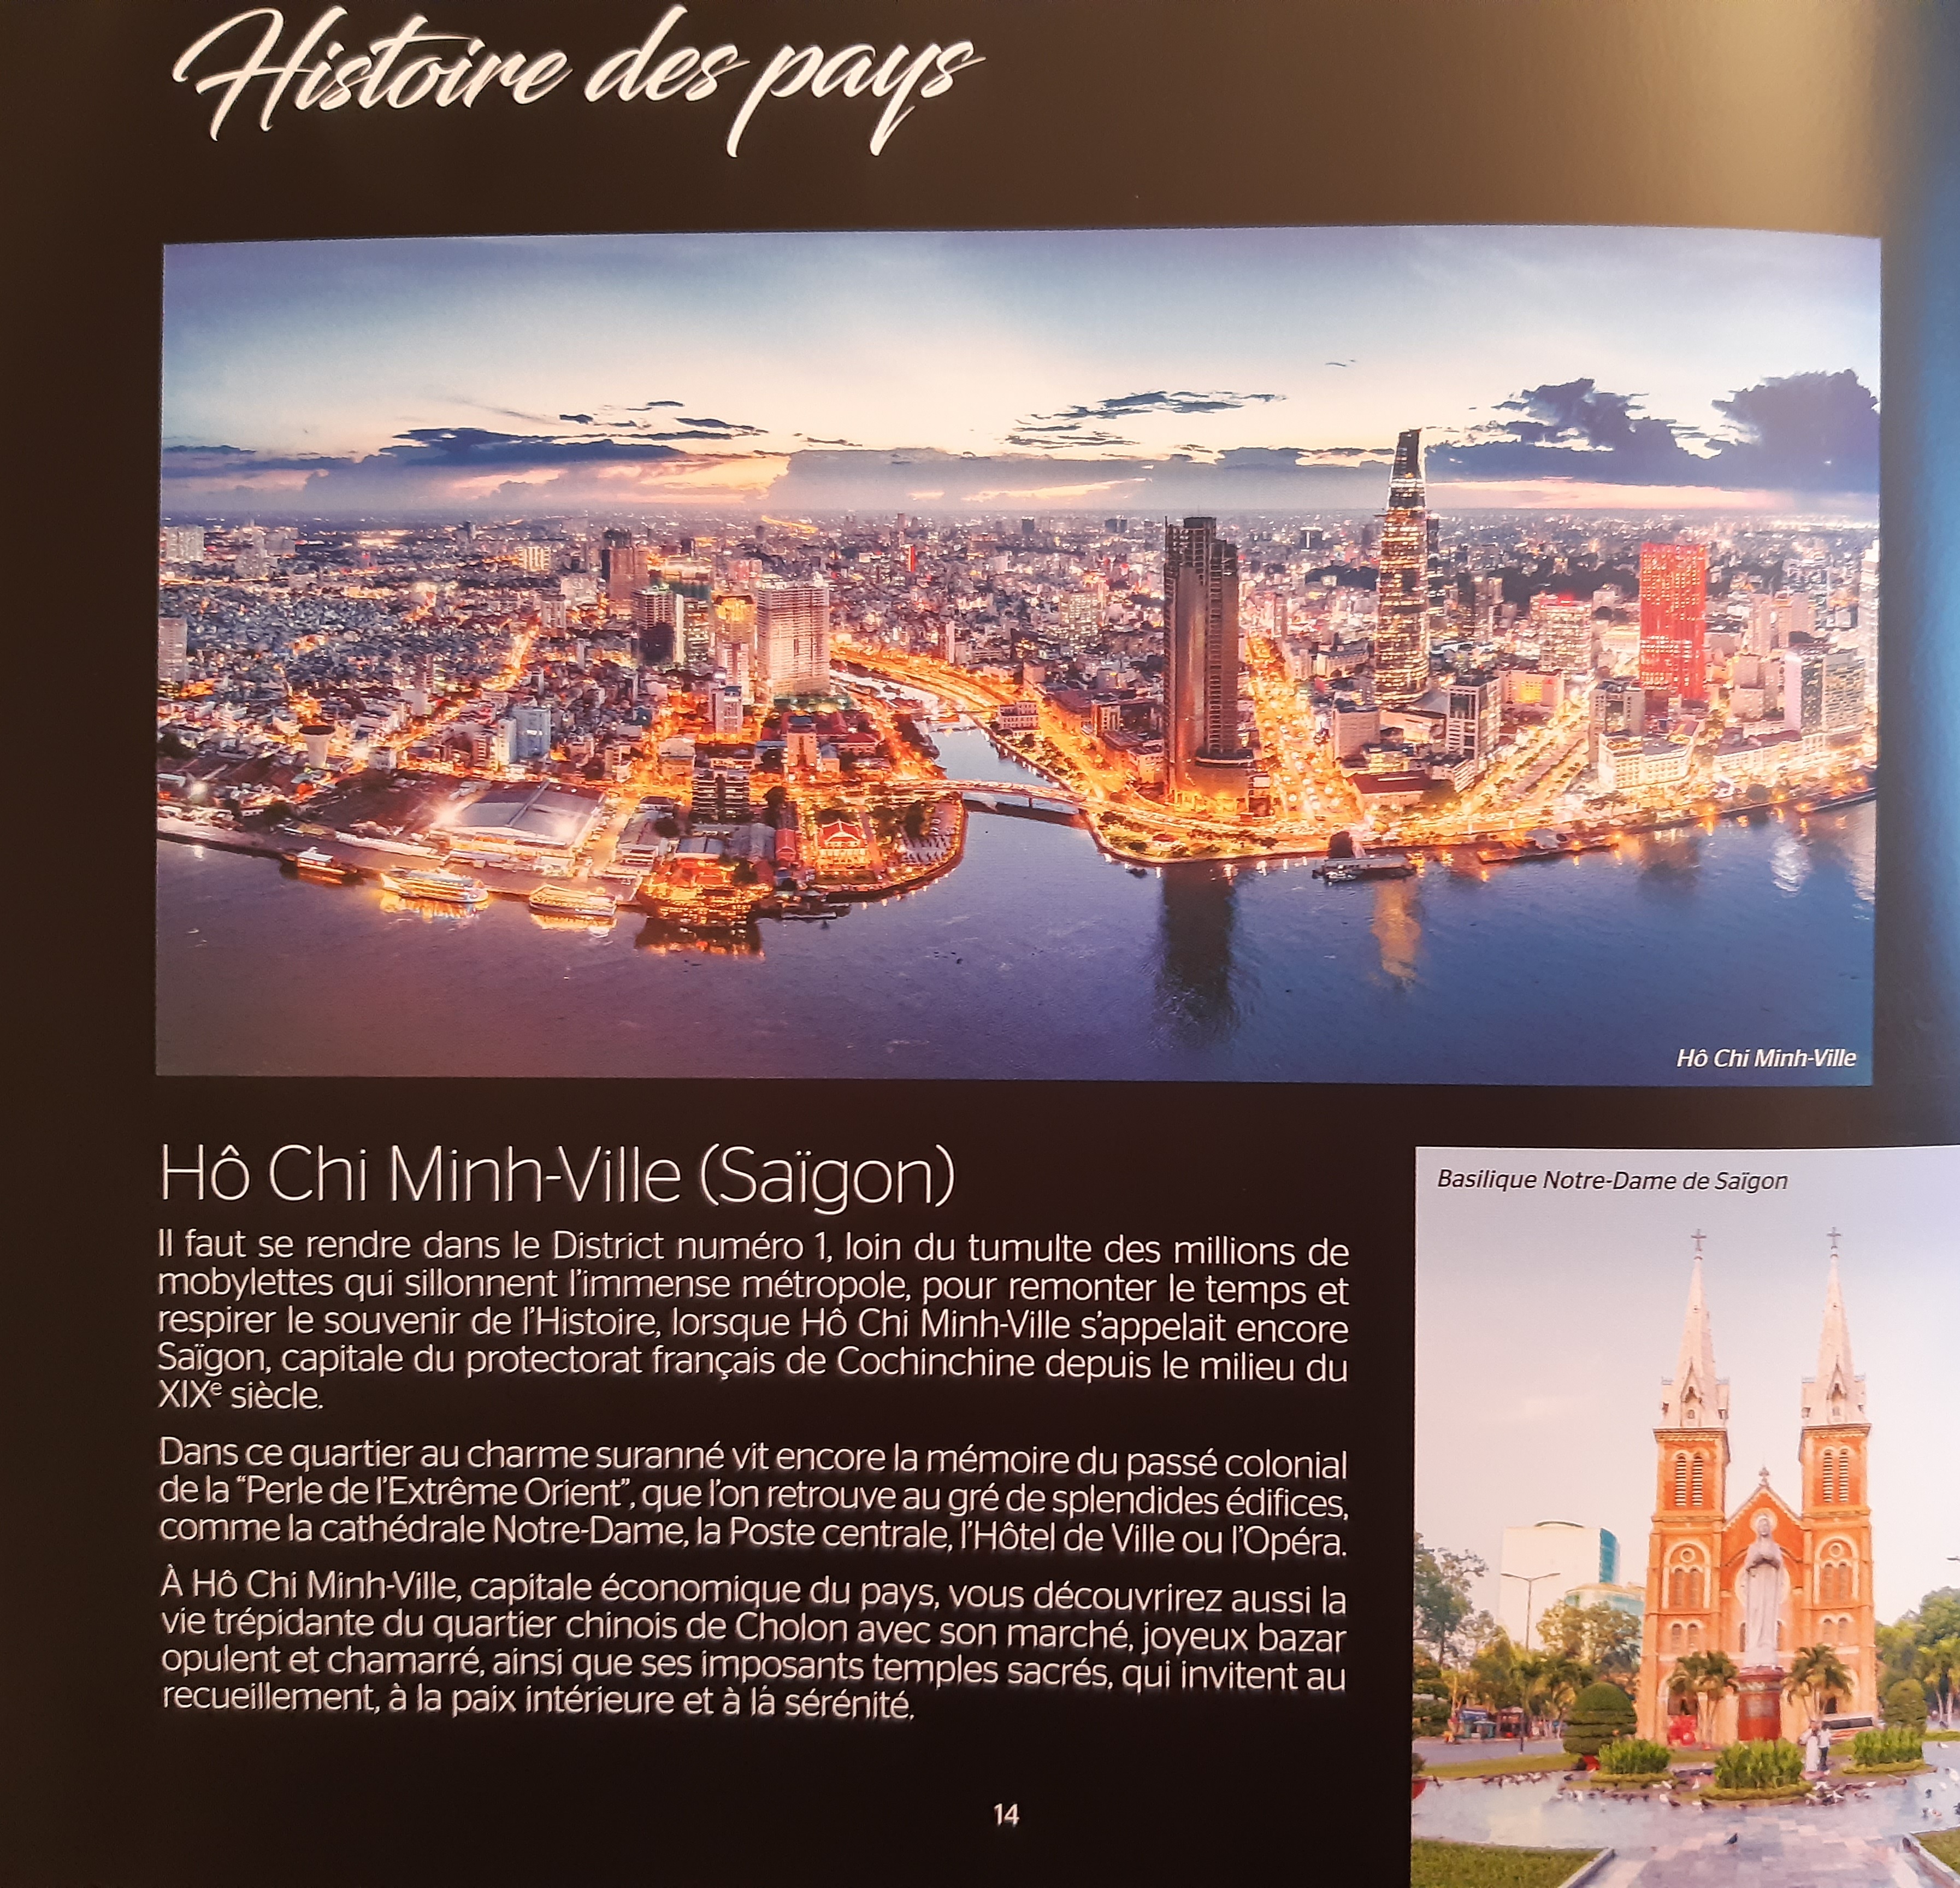 Histoire des pays
Hô Chi Minh-Ville
Hô Chi Minh-Ville (Saïgon)
Il faut se rendre dans le District numéro 1, loin du tumulte des millions de
mobylettes qui sillonnent l'immense métropole, pour remonter le temps et
respirer le souvenir de l'Histoire, lorsque Hô Chi Minh-Ville s'appelait encore
Saïgon, capitale du protectorat français de Cochinchine depuis le milieu du
XIXe siècle.
Dans ce quartier au charme suranné vit encore la mémoire du passé colonial
de la “Perle de l'Extrême Orient”, que l'on retrouve au gré de splendides édifices,
comme la cathédrale Notre-Dame, la Poste centrale, l'Hôtel de Ville ou l'Opéra.
À Hô Chi Minh-Ville, capitale économique du pays, vous découvrirez aussi la
vie trépidante du quartier chinois de Cholon avec son marché, joyeux bazar
opulent et chamarré, ainsi que ses imposants temples sacrés, qui invitent au
recueillement, à la paix intérieure et à la sérénité.
Basilique Notre-Dame de Saïgon
14